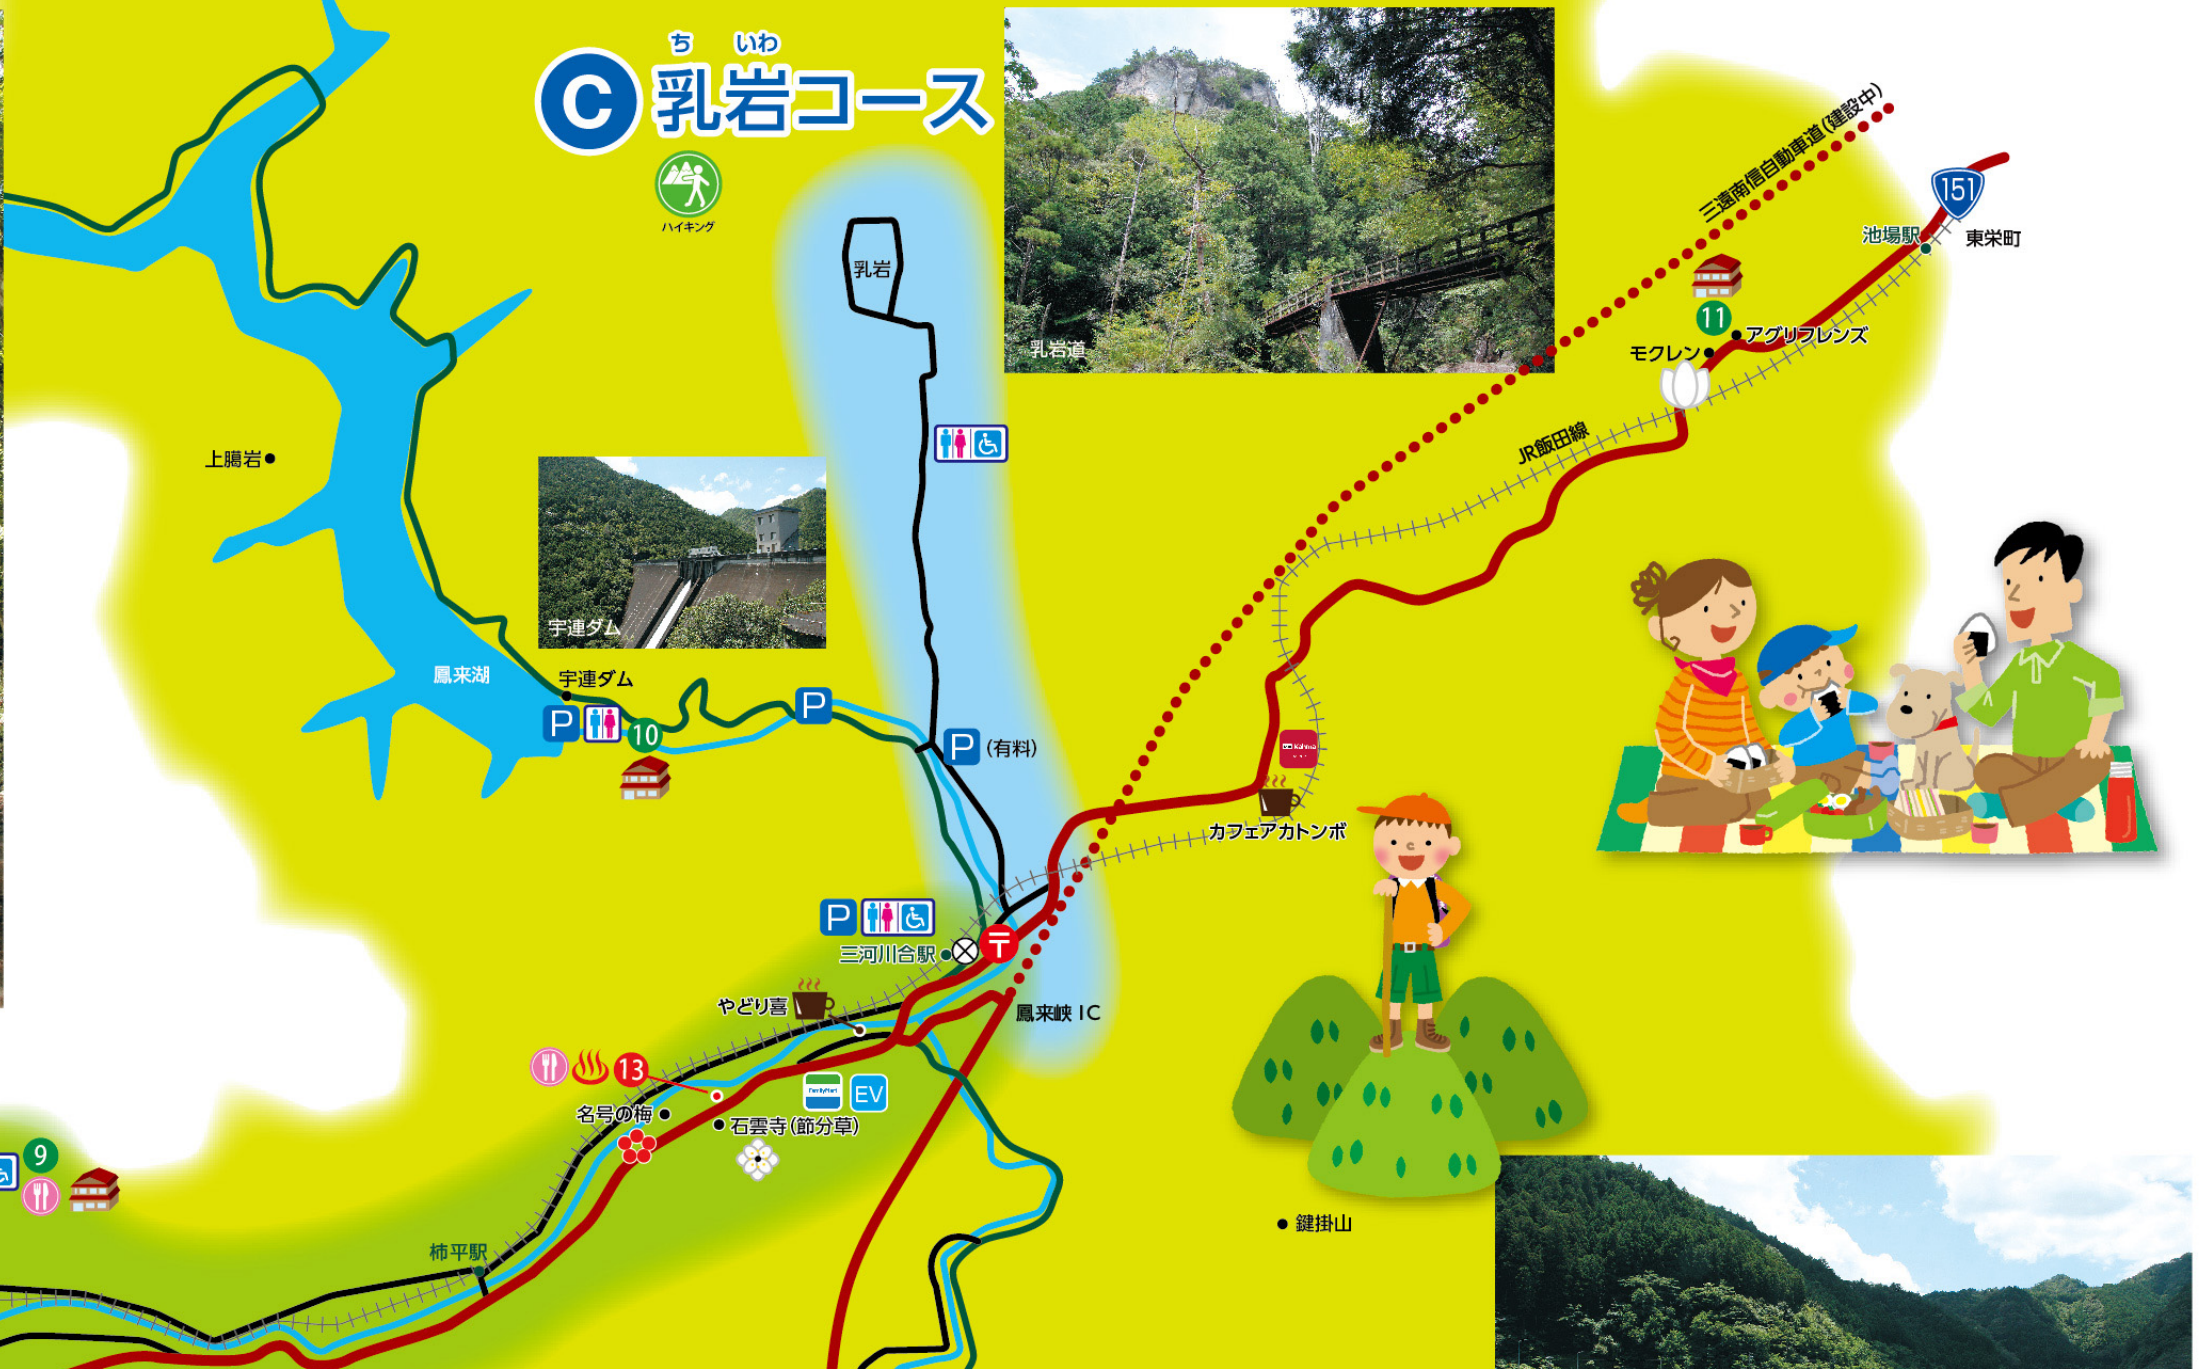 ち いわ
C 乳岩コース
ハイキング
乳岩
乳岩道
三遠南信自動車道(建設中)
151
池場駅
東栄町
11
アグリフレンズ
モクレン
JR飯田線
上臈岩
宇連ダム
鳳来湖
宇連ダム
P
10
P
P (有料)
カフェアカトンボ
P
三河川合駅
やどり喜
鳳来峡 IC
13
FamilyMart
EV
名号の梅
石雲寺(節分草)
9
柿平駅
鍵掛山